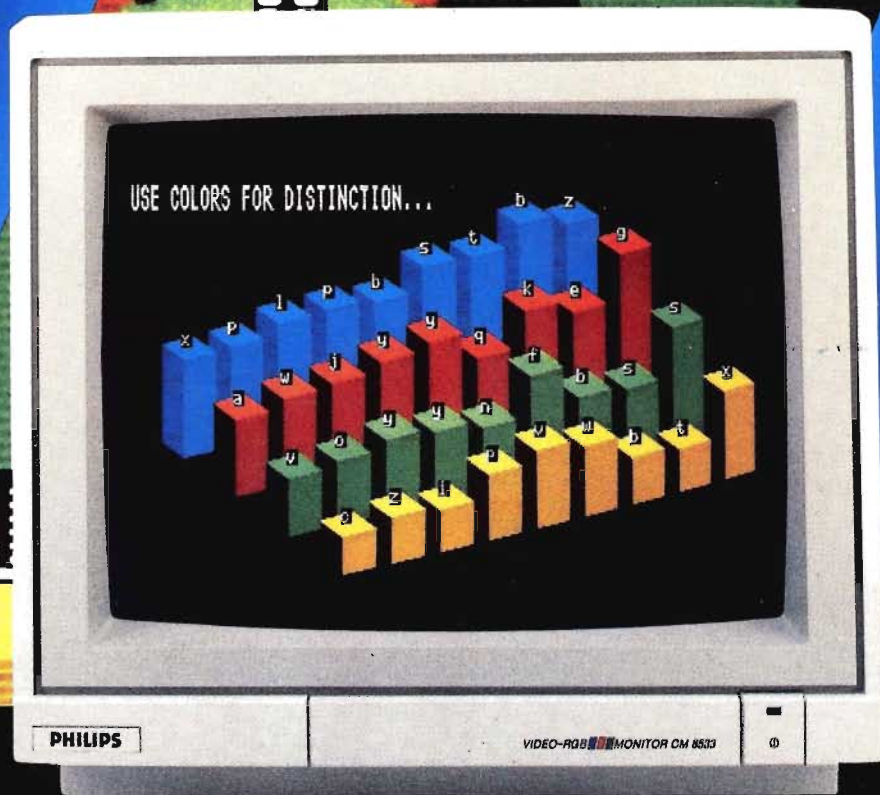 USE COLORS FOR DISTINCTION...
x p l p b s t b z
a w j y y q k e g
v o y y n f b s s
o z i p v w b t x
PHILIPS
VIDEO-RGB MONITOR CM 8533